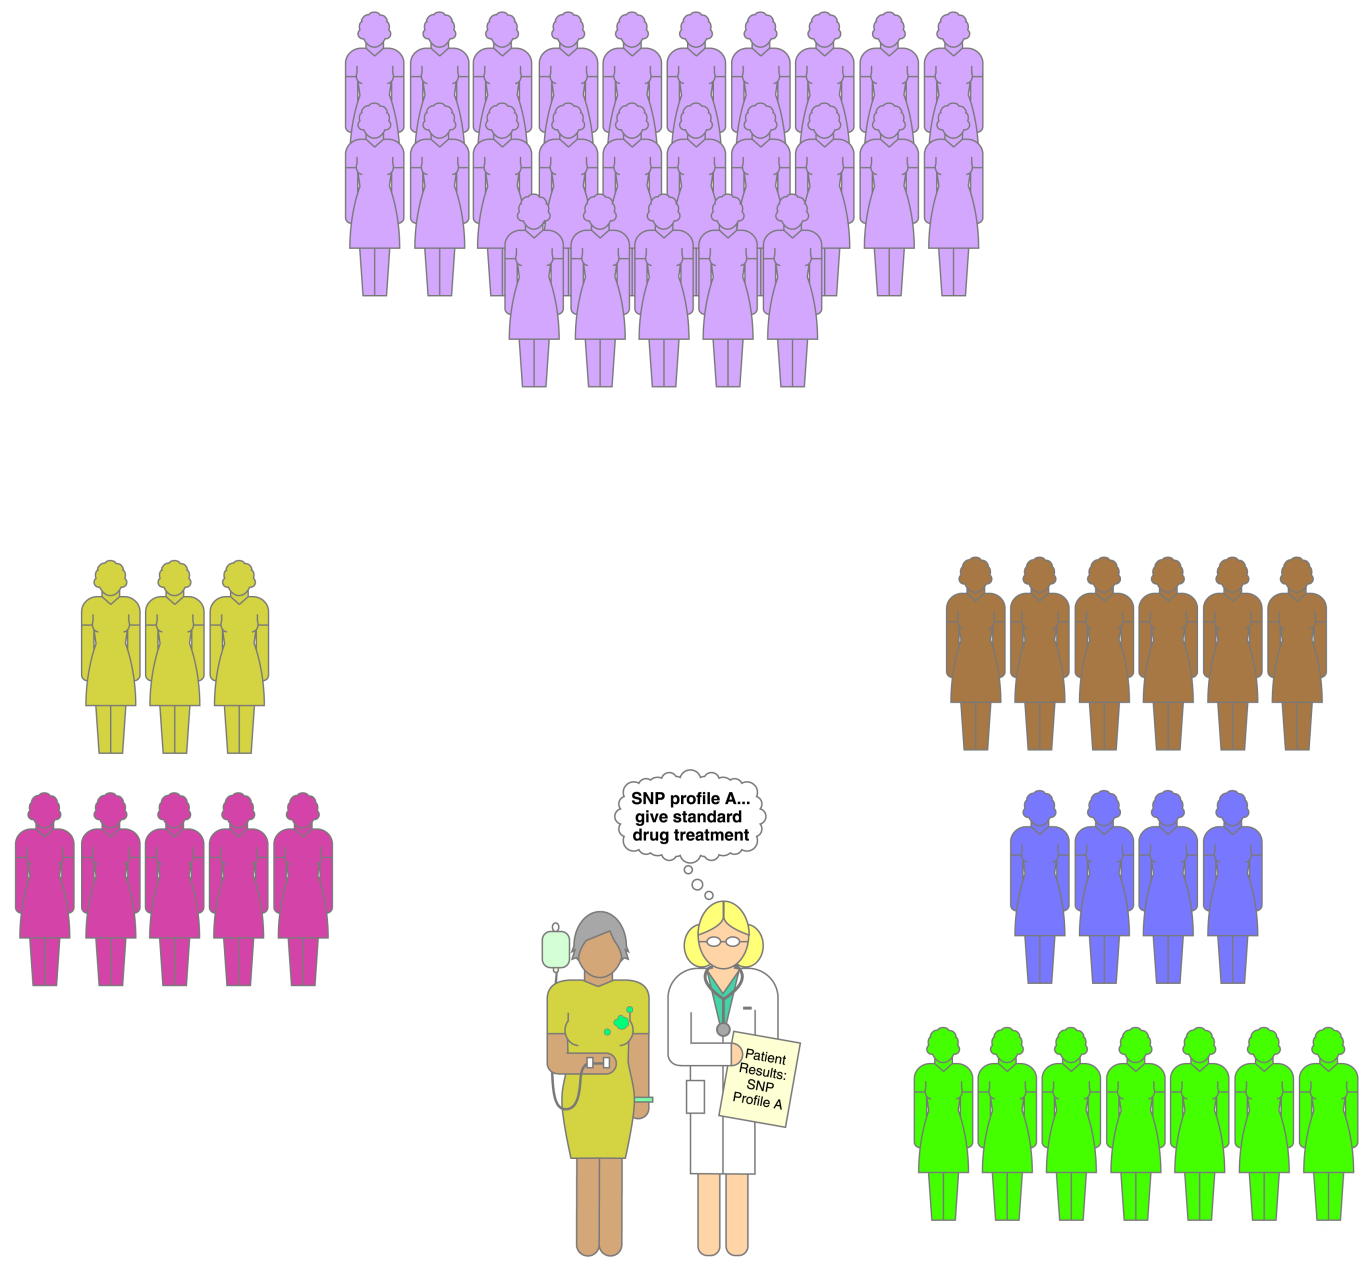 SNP profile A...
give standard
drug treatment
Patient
Results:
SNP
Profile A